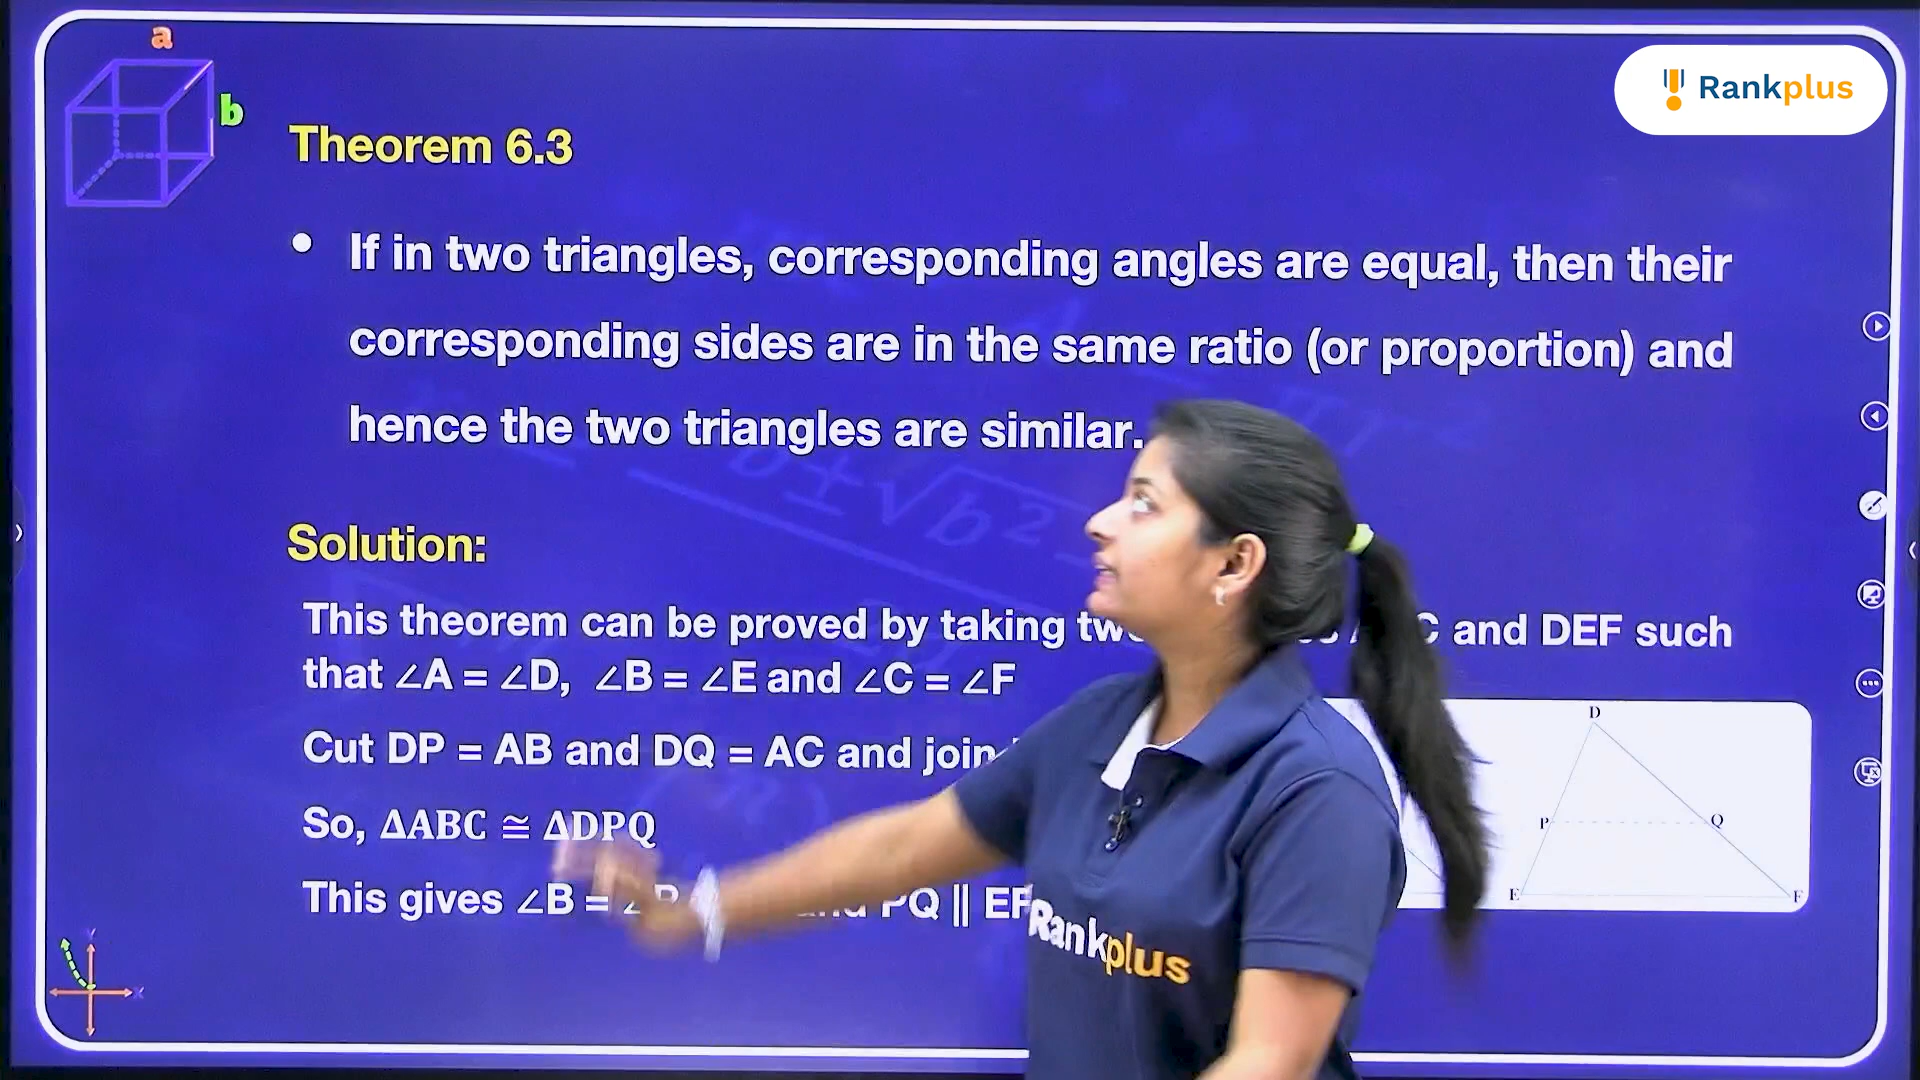 a
b
Rankplus
Theorem 6.3
• If in two triangles, corresponding angles are equal, then their
corresponding sides are in the same ratio (or proportion) and
hence the two triangles are similar.
Solution:
This theorem can be proved by taking and DEF such
that ∠A = ∠D, ∠B = ∠E and ∠C = ∠F
Cut DP = AB and DQ = AC and join
So, ΔABC ≅ ΔDPQ
This gives ∠B = PQ || EF
D
P Q
E F
Rankplus
Y
X